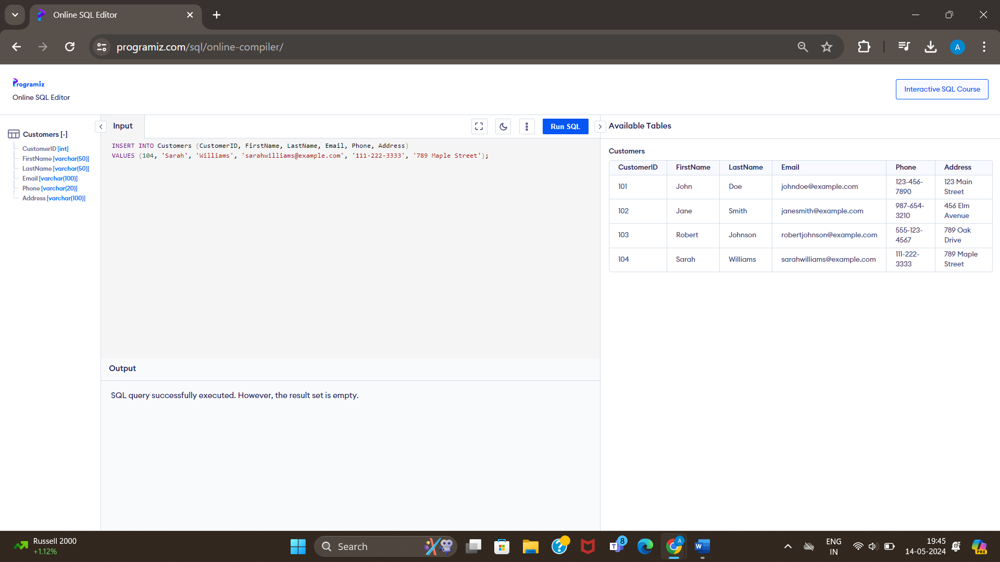 Online SQL Editor
programiz.com/sql/online-compiler/
A
Programiz
Online SQL Editor
Interactive SQL Course
Customers [-]
CustomerID [int]
FirstName [varchar(50)]
LastName [varchar(50)]
Email [varchar(100)]
Phone [varchar(20)]
Address [varchar(100)]
Input
Run SQL
INSERT INTO Customers (CustomerID, FirstName, LastName, Email, Phone, Address)
VALUES (104, 'Sarah', 'Williams', 'sarahwilliams@example.com', '111-222-3333', '789 Maple Street');
Output
SQL query successfully executed. However, the result set is empty.
Available Tables
Customers
CustomerID FirstName LastName Email Phone Address
101 John Doe johndoe@example.com 123-456-7890 123 Main Street
102 Jane Smith janesmith@example.com 987-654-3210 456 Elm Avenue
103 Robert Johnson robertjohnson@example.com 555-123-4567 789 Oak Drive
104 Sarah Williams sarahwilliams@example.com 111-222-3333 789 Maple Street
Russell 2000
+1.12%
Search
8
A
W
ENG
IN
19:45
14-05-2024
PRE